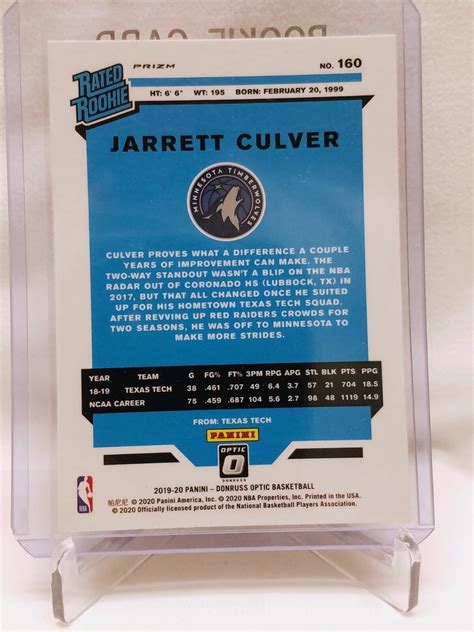 ROOKIE CARD
RATED ROOKIE
PRIZM
NO. 160
HT: 6' 6" WT: 195 BORN: FEBRUARY 20, 1999
JARRETT CULVER
MINNESOTA TIMBERWOLVES
CULVER PROVES WHAT A DIFFERENCE A COUPLE
YEARS OF IMPROVEMENT CAN MAKE. THE
TWO-WAY STANDOUT WASN'T A BLIP ON THE NBA
RADAR OUT OF CORONADO HS (LUBBOCK, TX) IN
2017, BUT THAT ALL CHANGED ONCE HE SUITED
UP FOR HIS HOMETOWN TEXAS TECH SQUAD.
AFTER REVVING UP RED RAIDERS CROWDS FOR
TWO SEASONS, HE WAS OFF TO MINNESOTA TO
MAKE MORE STRIDES.
YEAR TEAM G FG% FT% 3PM RPG APG STL BLK PTS PPG
18-19 TEXAS TECH 38 .461 .707 49 6.4 3.7 57 21 704 18.5
NCAA CAREER 75 .459 .687 104 5.6 2.7 98 48 1119 14.9
FROM: TEXAS TECH
PANINI
OPTIC
DONRUSS
NBA
2019-20 PANINI - DONRUSS OPTIC BASKETBALL
帕尼尼 © 2020 Panini America, Inc. © 2020 NBA Properties, Inc. Printed in the USA.
© 2020 Officially licensed product of the National Basketball Players Association.